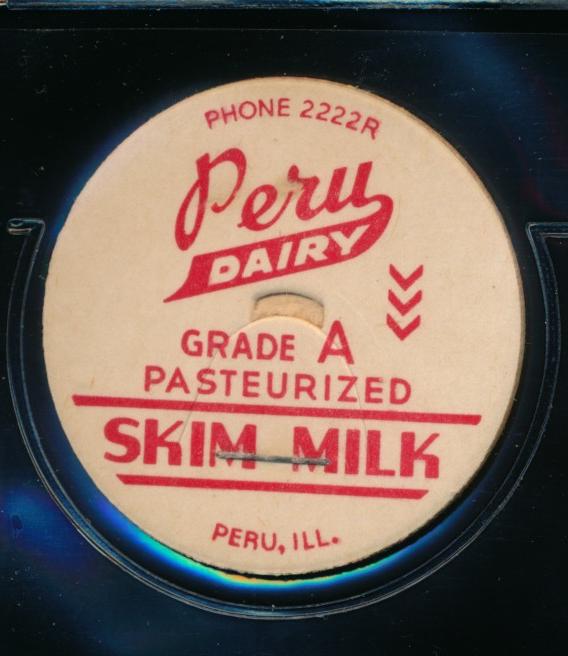 PHONE 2222R
Peru
DAIRY
GRADE A
PASTEURIZED
SKIM MILK
PERU, ILL.